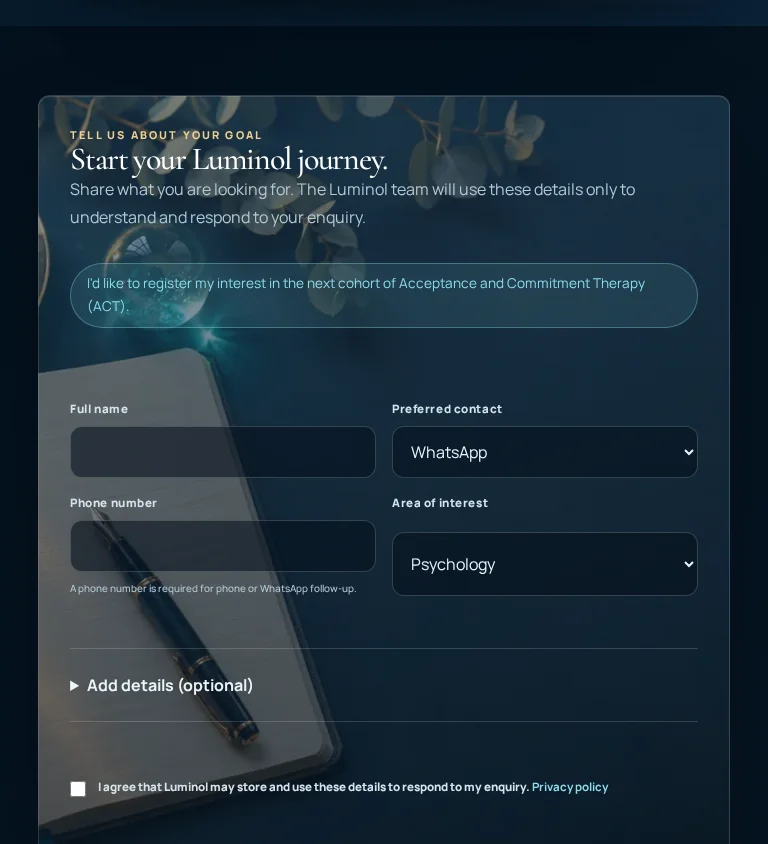 TELL US ABOUT YOUR GOAL
Start your Luminol journey.
Share what you are looking for. The Luminol team will use these details only to
understand and respond to your enquiry.
I'd like to register my interest in the next cohort of Acceptance and Commitment Therapy
(ACT).
Full name
Preferred contact
WhatsApp
Phone number
Area of interest
Psychology
A phone number is required for phone or WhatsApp follow-up.
Add details (optional)
I agree that Luminol may store and use these details to respond to my enquiry. Privacy policy